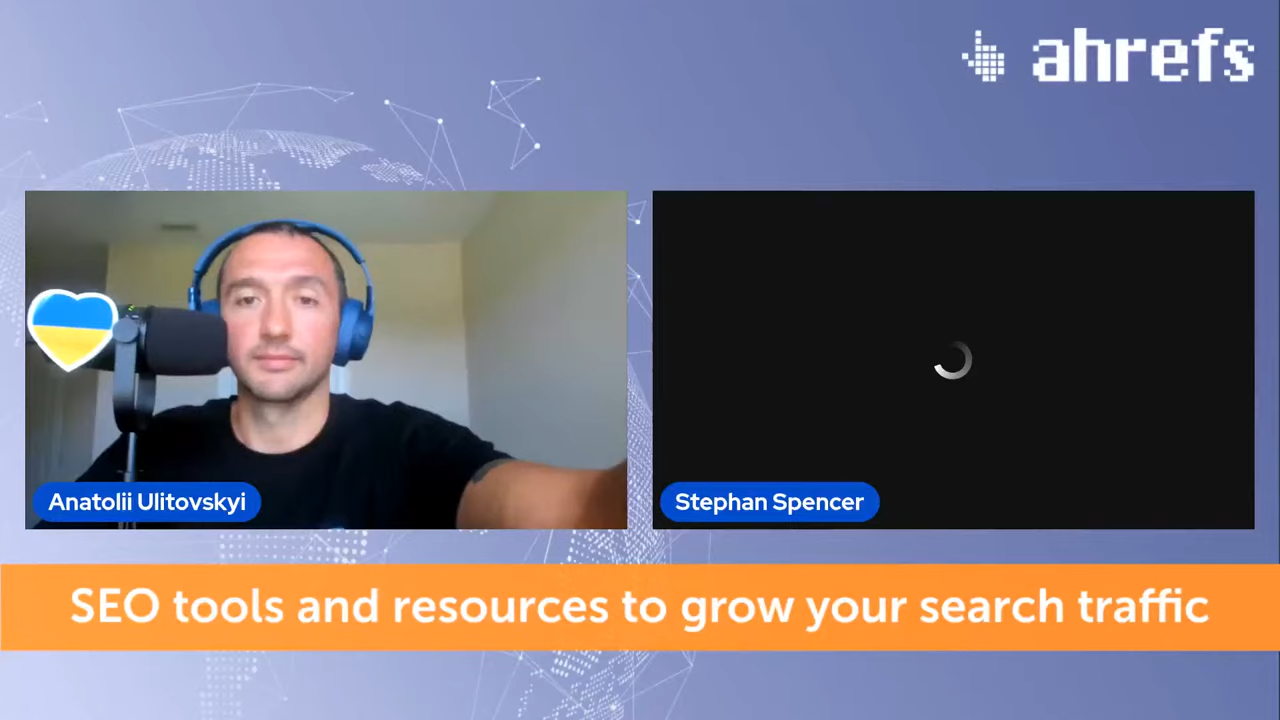 ahrefs
Anatolii Ulitovskyi
Stephan Spencer
SEO tools and resources to grow your search traffic